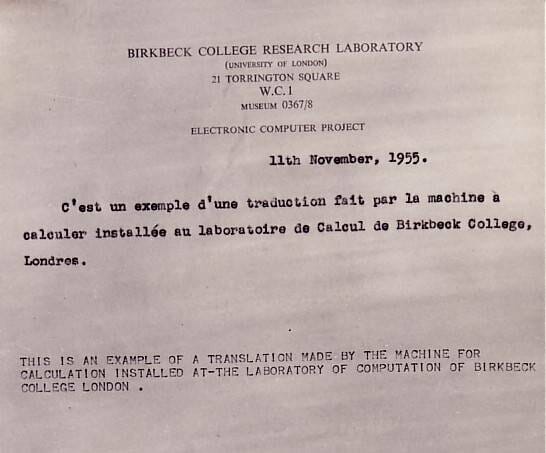 BIRKBECK COLLEGE RESEARCH LABORATORY
(UNIVERSITY OF LONDON)
21 TORRINGTON SQUARE
W.C.1
MUSEUM 0367/8
ELECTRONIC COMPUTER PROJECT
11th November, 1955.
C'est un exemple d'une traduction fait par la machine à
calculer installée au laboratoire de Calcul de Birkbeck College,
Londres.
THIS IS AN EXAMPLE OF A TRANSLATION MADE BY THE MACHINE FOR
CALCULATION INSTALLED AT-THE LABORATORY OF COMPUTATION OF BIRKBECK
COLLEGE LONDON .